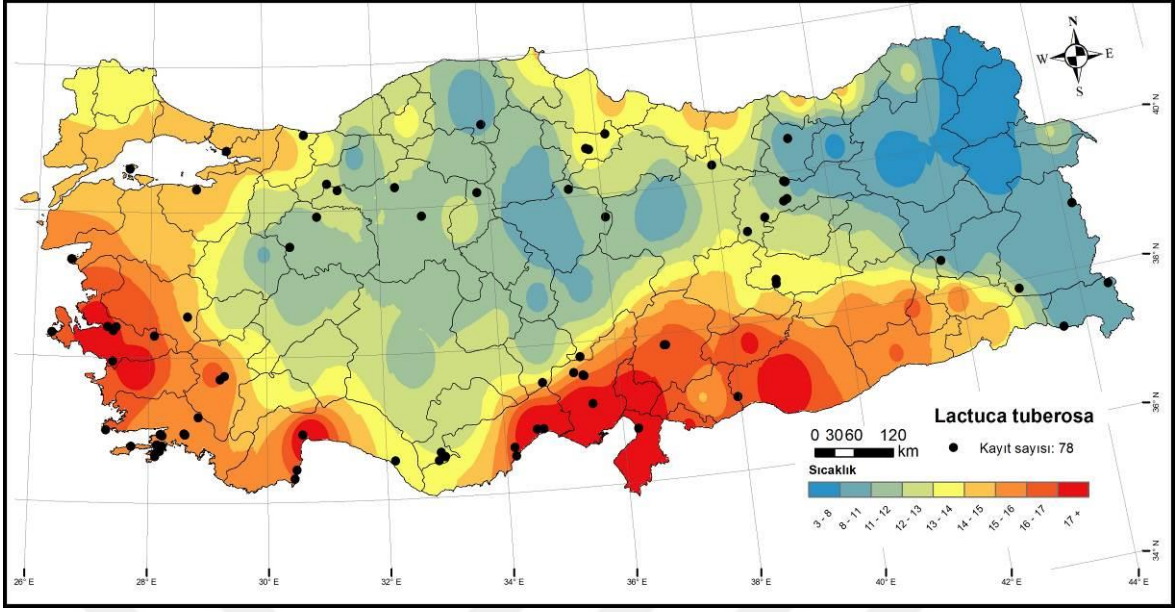 N
W E
S
40° N
38° N
36° N
34° N
Lactuca tuberosa
0 30 60 120
km
Kayıt sayısı: 78
Sıcaklık
3 - 8
8 - 11
11 - 12
12 - 13
13 - 14
14 - 15
15 - 16
16 - 17
17 +
26° E 28° E 30° E 32° E 34° E 36° E 38° E 40° E 42° E 44° E